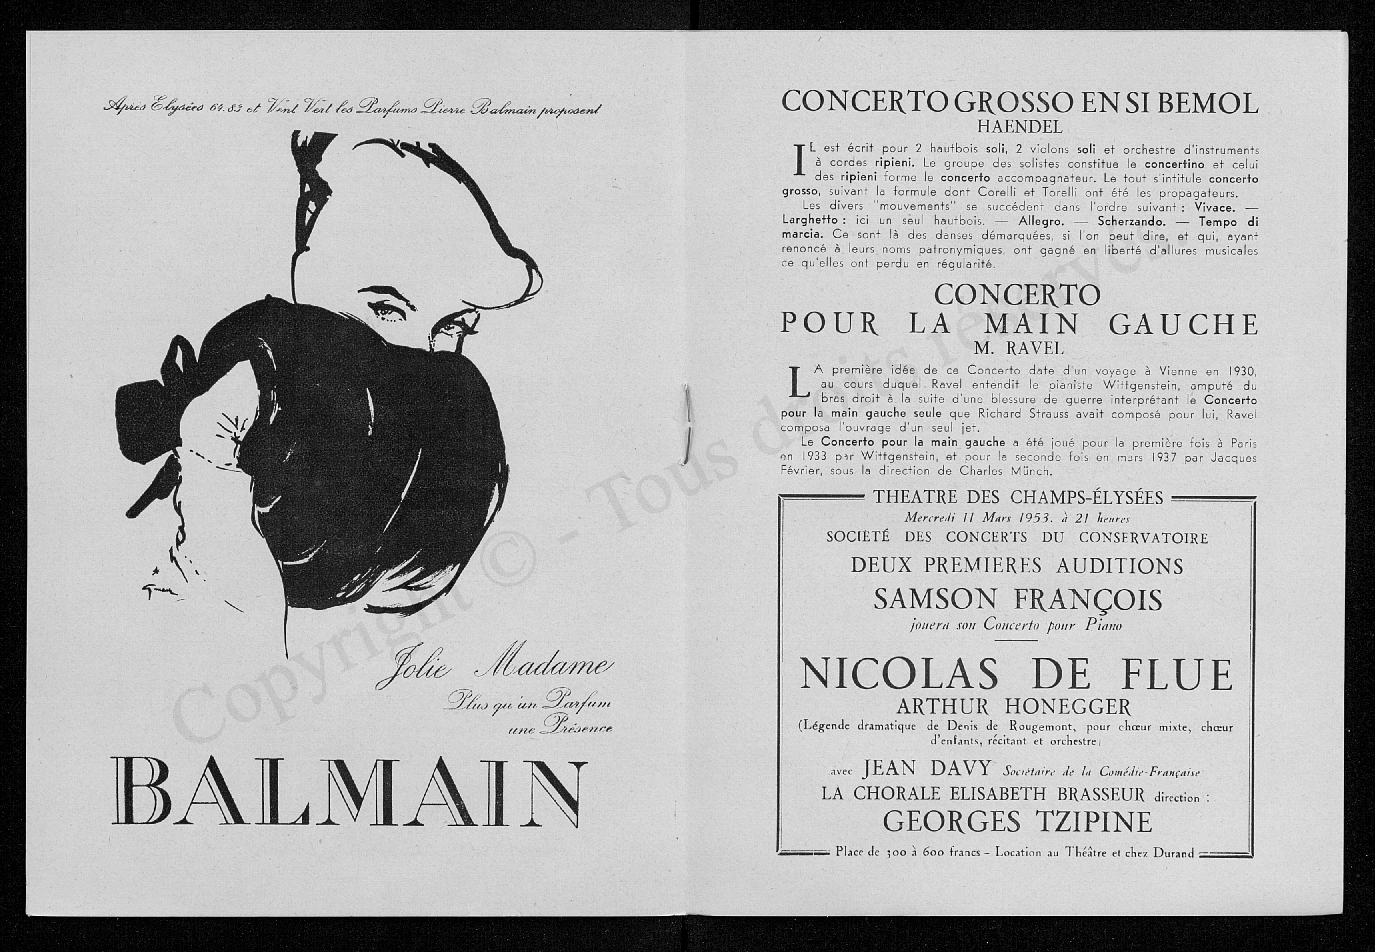 Après Elysées 64.83 et Vent Vert les Parfums Pierre Balmain proposent
Gruau
Jolie Madame
Plus qu'un Parfum
une Présence
BALMAIN
CONCERTO GROSSO EN SI BEMOL
HAENDEL
IL est écrit pour 2 hautbois soli, 2 violons soli et orchestre d'instruments
à cordes ripieni. Le groupe des solistes constitue le concertino et celui
des ripieni forme le concerto accompagnateur. Le tout s'intitule concerto
grosso, suivant la formule dont Corelli et Torelli ont été les propagateurs.
Les divers "mouvements" se succèdent dans l'ordre suivant : Vivace. —
Larghetto : ici un seul hautbois. — Allegro. — Scherzando. — Tempo di
marcia. Ce sont là des danses démarquées, si l'on peut dire, et qui, ayant
renoncé à leurs noms patronymiques, ont gagné en liberté d'allures musicales
ce qu'elles ont perdu en régularité.
CONCERTO
POUR LA MAIN GAUCHE
M. RAVEL
LA première idée de ce Concerto date d'un voyage à Vienne en 1930,
au cours duquel Ravel entendit le pianiste Wittgenstein, amputé du
bras droit à la suite d'une blessure de guerre interprétant le Concerto
pour la main gauche seule que Richard Strauss avait composé pour lui, Ravel
composa l'ouvrage d'un seul jet.
Le Concerto pour la main gauche a été joué pour la première fois à Paris
en 1933 par Wittgenstein, et pour la seconde fois en mars 1937 par Jacques
Février, sous la direction de Charles Münch.
THEATRE DES CHAMPS-ÉLYSÉES
Mercredi 11 Mars 1953. à 21 heures
SOCIÉTÉ DES CONCERTS DU CONSERVATOIRE
DEUX PREMIERES AUDITIONS
SAMSON FRANÇOIS
jouera son Concerto pour Piano
NICOLAS DE FLUE
ARTHUR HONEGGER
(Légende dramatique de Denis de Rougemont, pour chœur mixte, chœur
d'enfants, récitant et orchestre)
avec JEAN DAVY Sociétaire de la Comédie-Française
LA CHORALE ELISABETH BRASSEUR direction :
GEORGES TZIPINE
Place de 300 à 600 francs - Location au Théâtre et chez Durand
Copyright © - Tous droits réservés